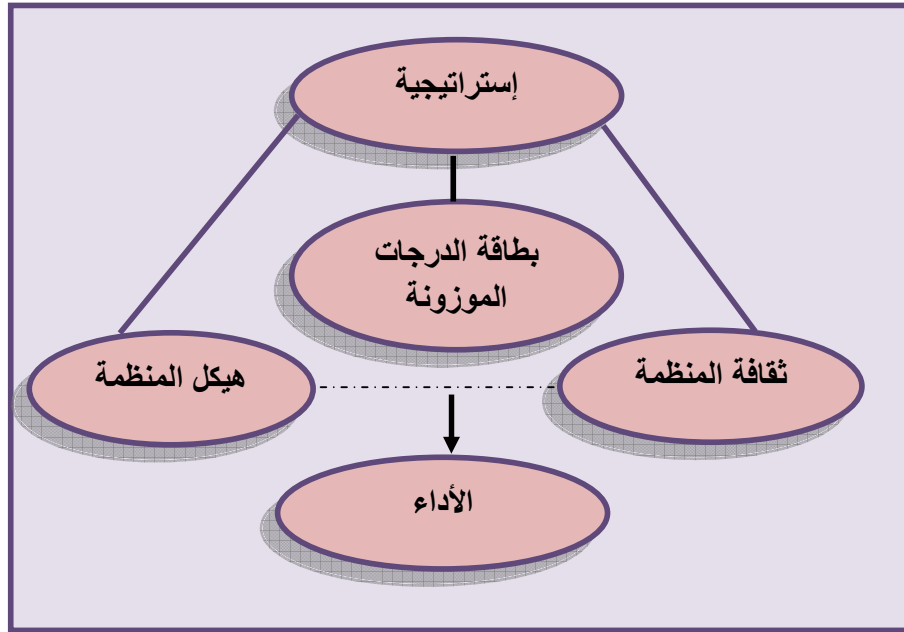 إستراتيجية
بطاقة الدرجات
الموزونة
ثقافة المنظمة
هيكل المنظمة
الأداء